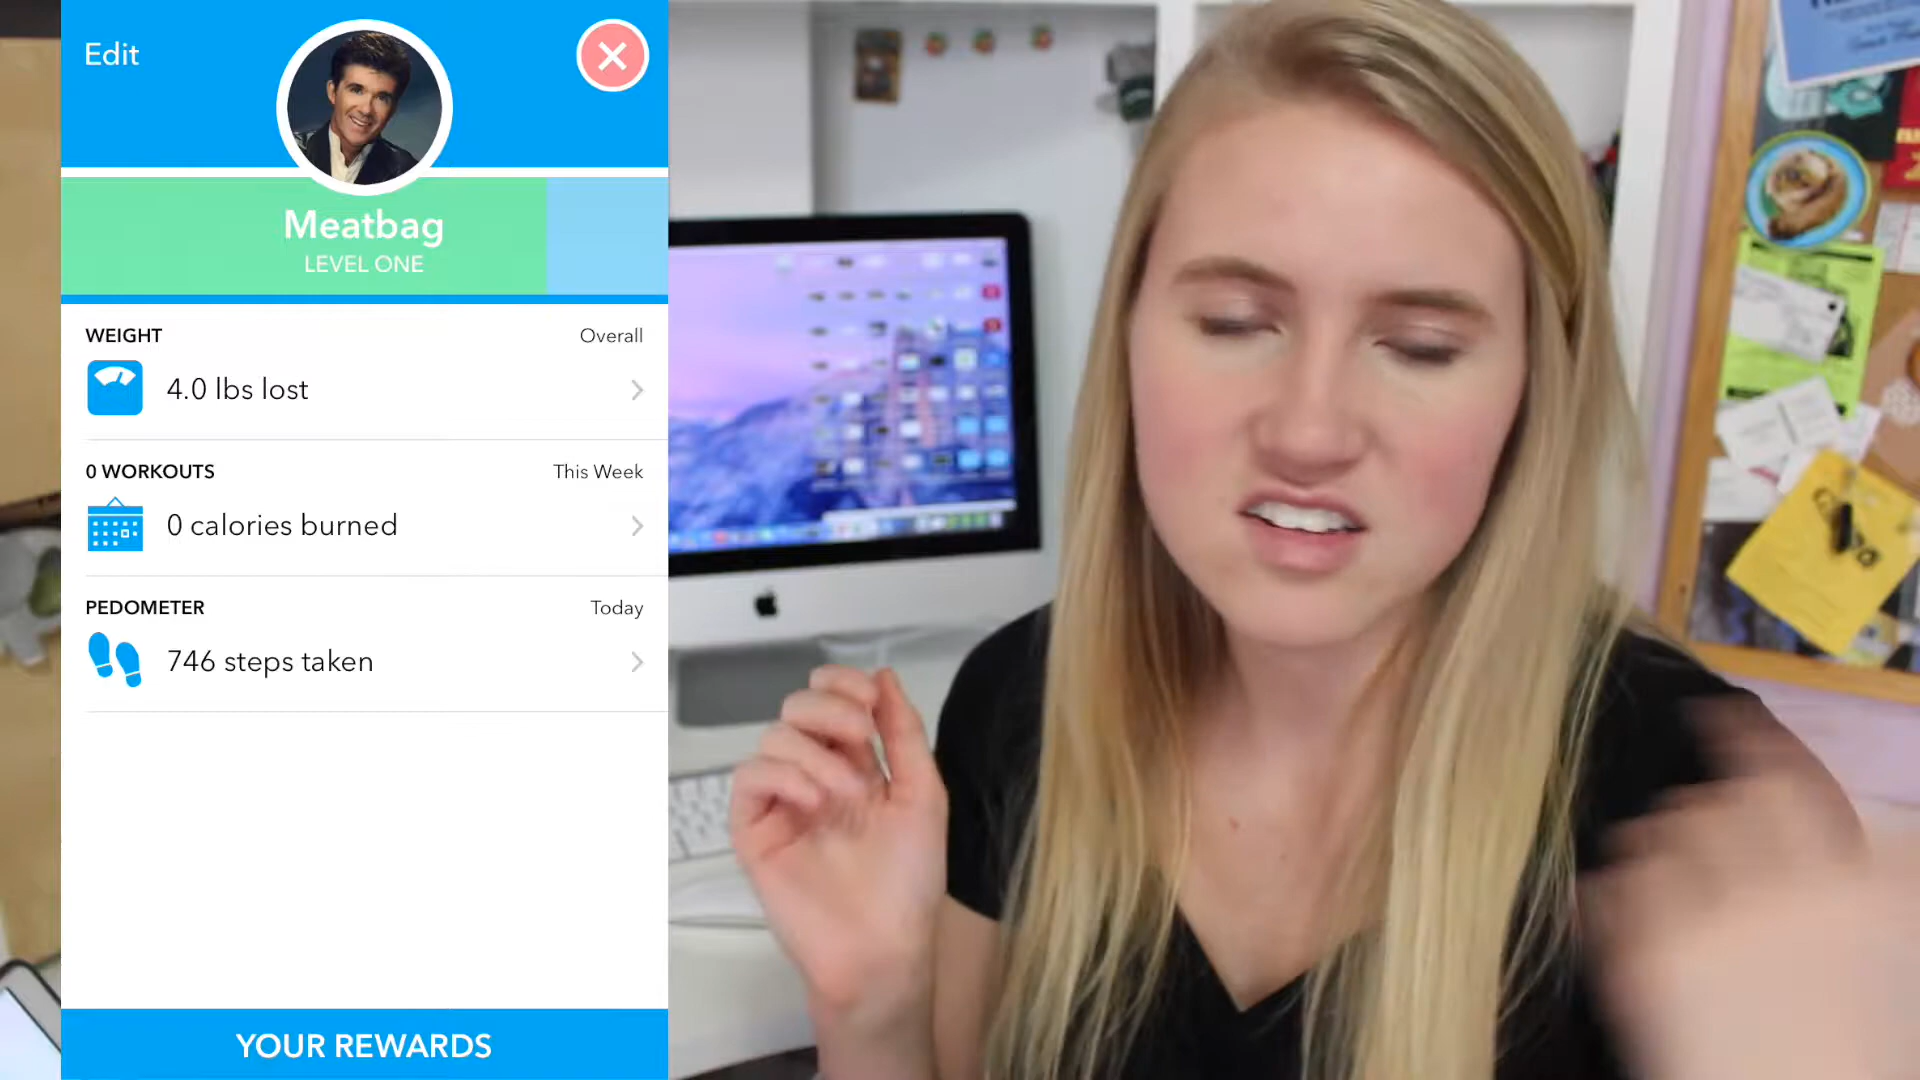 Edit
Meatbag
LEVEL ONE
WEIGHT
Overall
4.0 lbs lost
0 WORKOUTS
This Week
0 calories burned
PEDOMETER
Today
746 steps taken
YOUR REWARDS